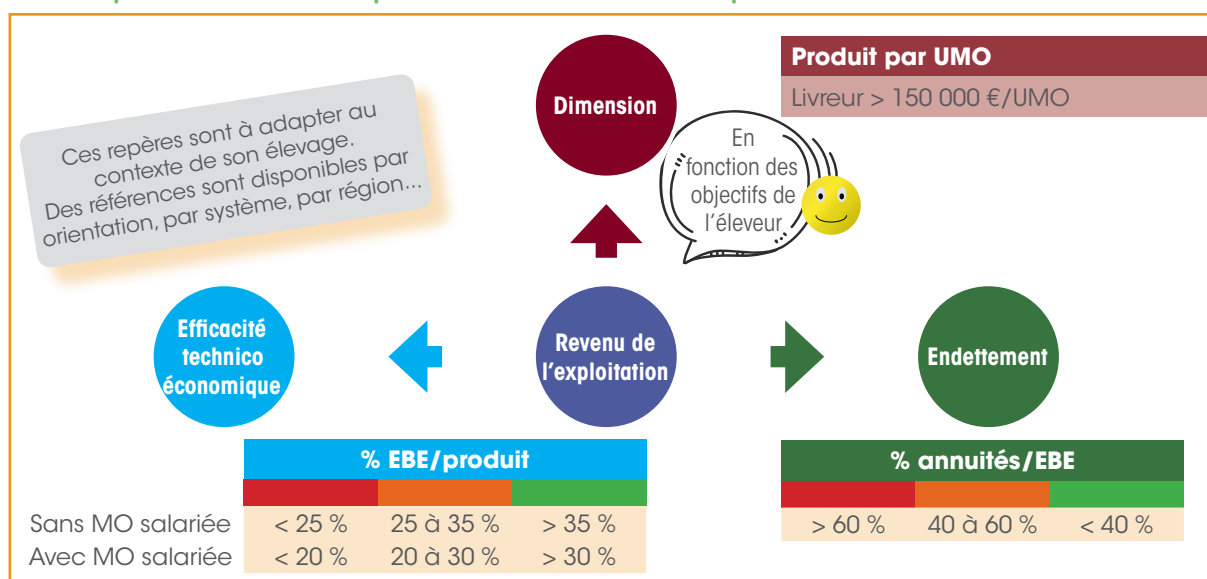 Produit par UMO
Livreur > 150 000 €/UMO
Dimension
Ces repères sont à adapter au
contexte de son élevage.
Des références sont disponibles par
orientation, par système, par région...
En
fonction des
objectifs de
l'éleveur
Efficacité
technico
économique
Revenu de
l'exploitation
Endettement
% EBE/produit
Sans MO salariée < 25 % 25 à 35 % > 35 %
Avec MO salariée < 20 % 20 à 30 % > 30 %
% annuités/EBE
> 60 % 40 à 60 % < 40 %